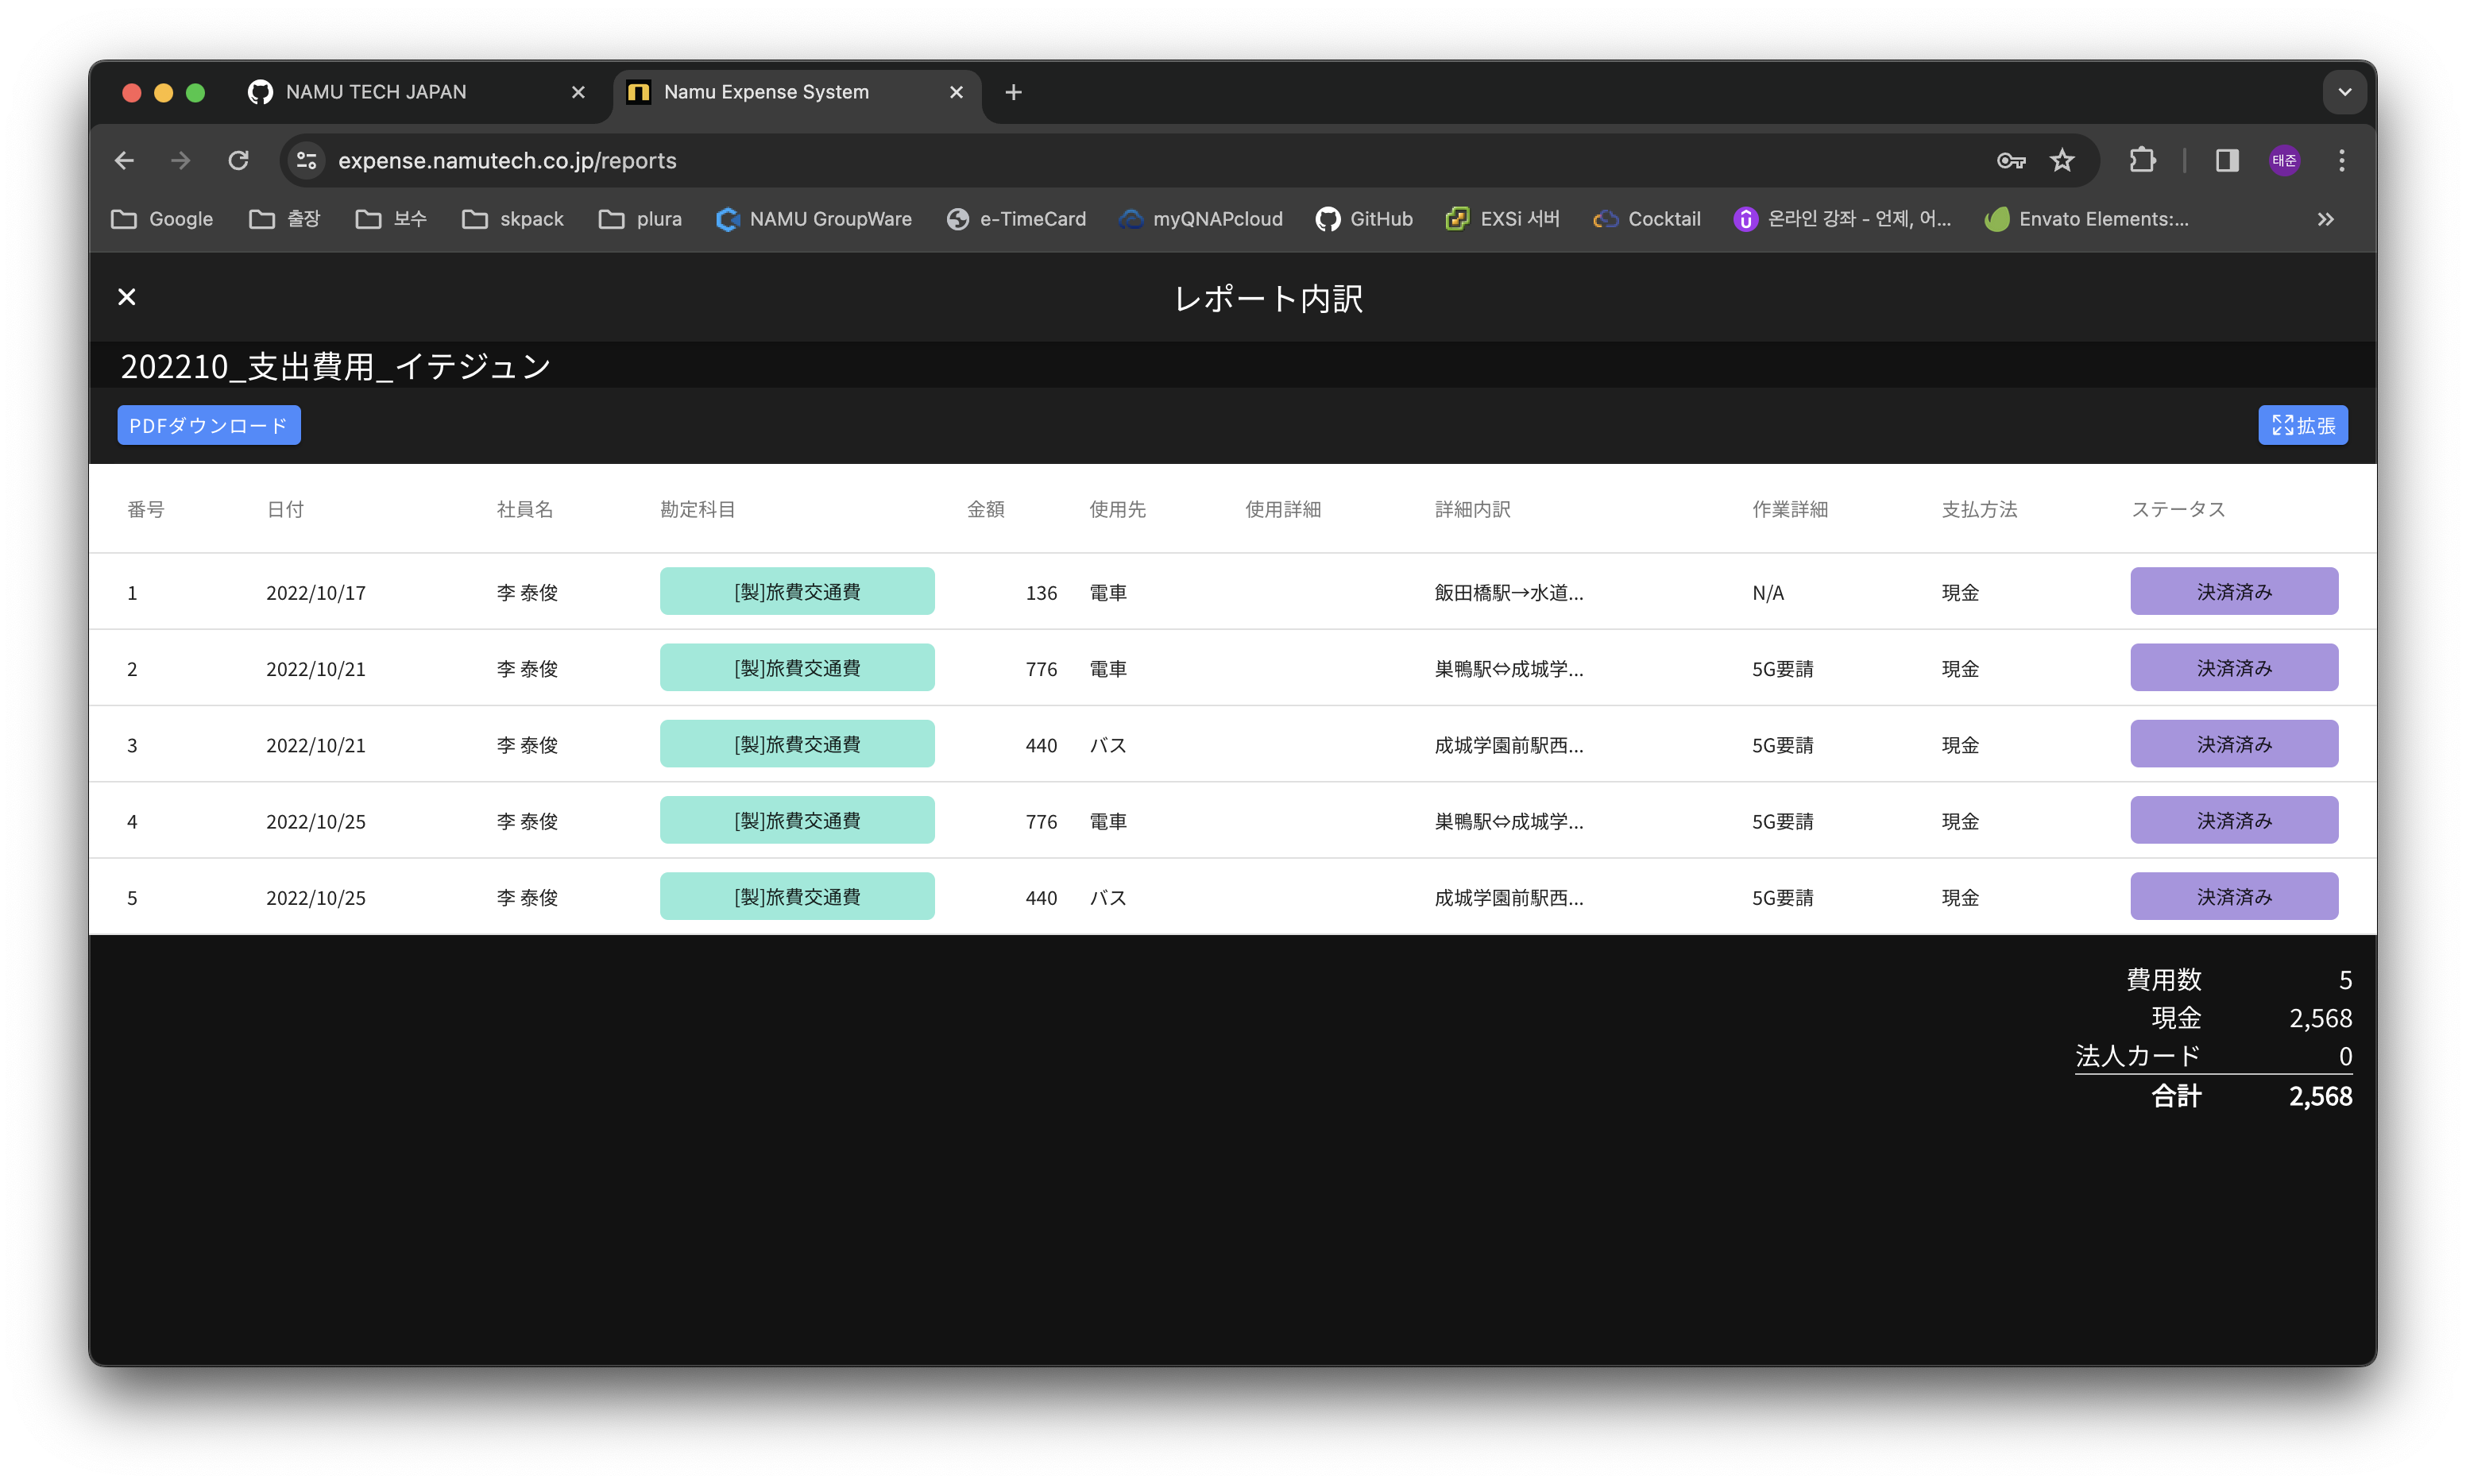 NAMU TECH JAPAN Namu Expense System
expense.namutech.co.jp/reports 태준
Google 출장 보수 skpack plura NAMU GroupWare e-TimeCard myQNAPcloud GitHub EXSi 서버 Cocktail 온라인 강좌 - 언제, 어... Envato Elements:...
レポート内訳
202210_支出費用_イテジュン
PDFダウンロード 拡張
番号 日付 社員名 勘定科目 金額 使用先 使用詳細 詳細内訳 作業詳細 支払方法 ステータス
1 2022/10/17 李 泰俊 [製]旅費交通費 136 電車 飯田橋駅→水道... N/A 現金 決済済み
2 2022/10/21 李 泰俊 [製]旅費交通費 776 電車 巣鴨駅⇔成城学... 5G要請 現金 決済済み
3 2022/10/21 李 泰俊 [製]旅費交通費 440 バス 成城学園前駅西... 5G要請 現金 決済済み
4 2022/10/25 李 泰俊 [製]旅費交通費 776 電車 巣鴨駅⇔成城学... 5G要請 現金 決済済み
5 2022/10/25 李 泰俊 [製]旅費交通費 440 バス 成城学園前駅西... 5G要請 現金 決済済み
費用数 5
現金 2,568
法人カード 0
合計 2,568